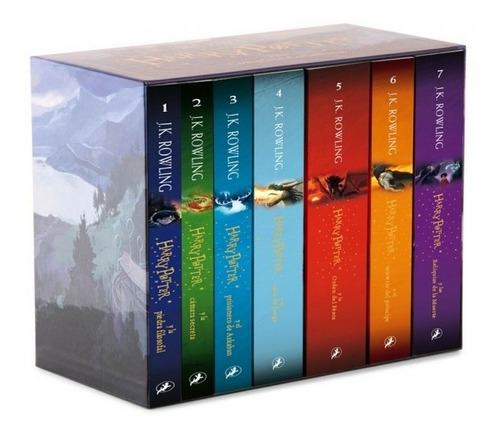 HARRY POTTER
1
J.K. ROWLING
HARRY POTTER
y la
piedra filosofal
2
J.K. ROWLING
HARRY POTTER
y la
cámara secreta
3
J.K. ROWLING
HARRY POTTER
y el
prisionero de Azkaban
4
J.K. ROWLING
HARRY POTTER
5
J.K. ROWLING
HARRY POTTER
y la
Orden del Fénix
6
J.K. ROWLING
HARRY POTTER
y el
misterio del príncipe
7
J.K. ROWLING
HARRY POTTER
y las
Reliquias de la Muerte